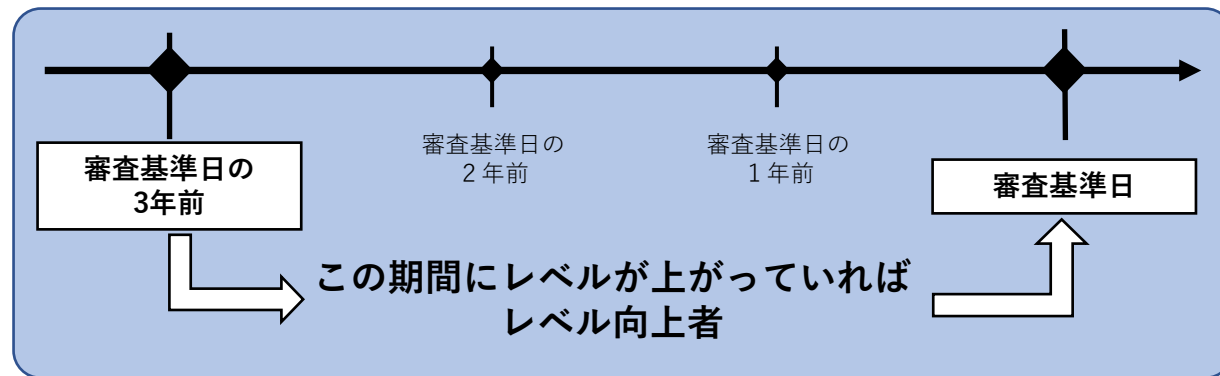 審査基準日の
3年前
審査基準日の
2年前
審査基準日の
1年前
審査基準日
この期間にレベルが上がっていれば
レベル向上者